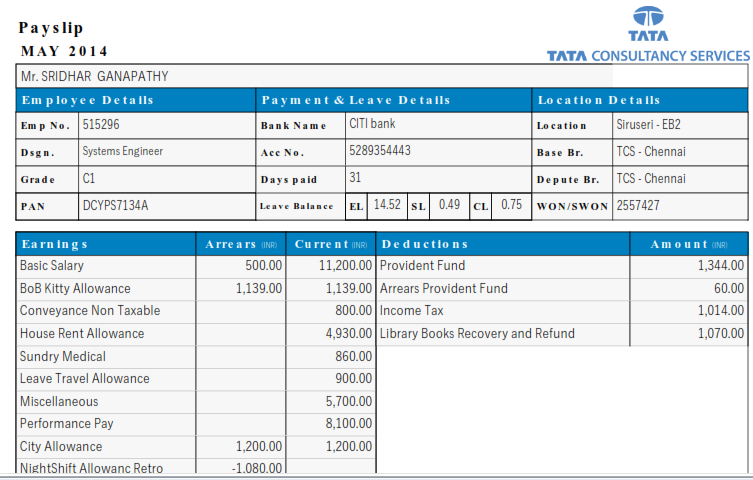 Payslip
MAY 2014
TATA
TATA CONSULTANCY SERVICES
Mr. SRIDHAR GANAPATHY
Employee Details Payment & Leave Details Location Details
Emp No. 515296 Bank Name CITI bank Location Siruseri - EB2
Dsgn. Systems Engineer Acc No. 5289354443 Base Br. TCS - Chennai
Grade C1 Days paid 31 Depute Br. TCS - Chennai
PAN DCYPS7134A Leave Balance EL 14.52 SL 0.49 CL 0.75 WON/SWON 2557427
Earnings Arrears (INR) Current (INR) Deductions Amount (INR)
Basic Salary 500.00 11,200.00 Provident Fund 1,344.00
BoB Kitty Allowance 1,139.00 1,139.00 Arrears Provident Fund 60.00
Conveyance Non Taxable 800.00 Income Tax 1,014.00
House Rent Allowance 4,930.00 Library Books Recovery and Refund 1,070.00
Sundry Medical 860.00
Leave Travel Allowance 900.00
Miscellaneous 5,700.00
Performance Pay 8,100.00
City Allowance 1,200.00 1,200.00
NightShift Allowanc Retro -1,080.00